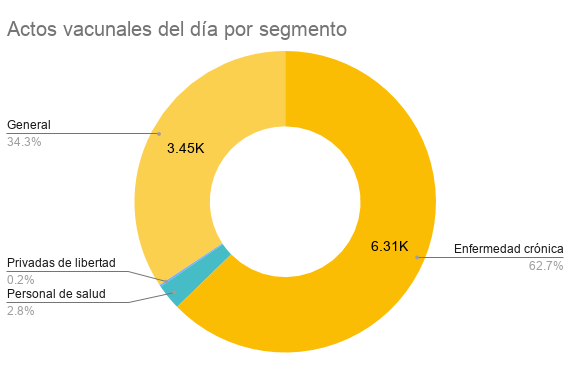 Actos vacunales del día por segmento
General
34.3%
3.45K
6.31K
Enfermedad crónica
62.7%
Privadas de libertad
0.2%
Personal de salud
2.8%